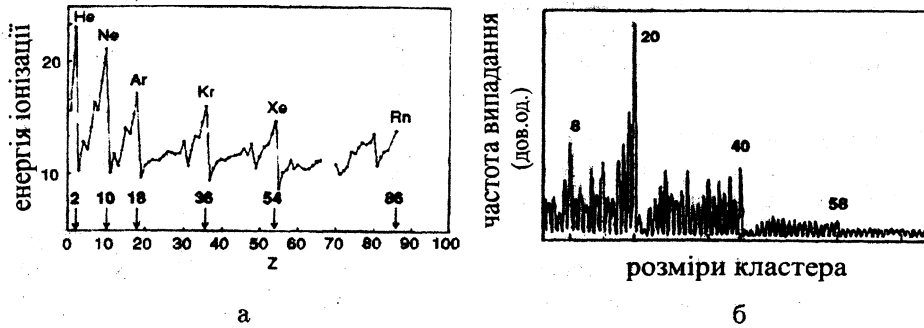 енергія іонізації
20
10
He
Ne
Ar
Kr
Xe
Rn
2 10 18 36 54 86
0 10 20 30 40 50 60 70 80 90 100
Z
а
частота випадання
(дов.од.)
8
20
40
58
розміри кластера
б